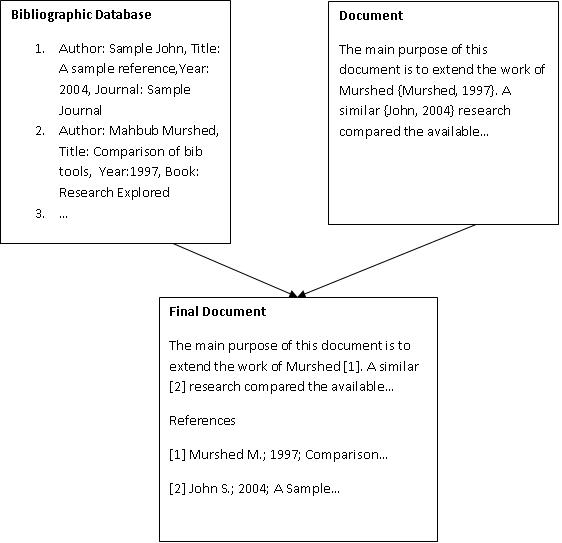 Bibliographic Database
1. Author: Sample John, Title:
A sample reference,Year:
2004, Journal: Sample
Journal
2. Author: Mahbub Murshed,
Title: Comparison of bib
tools, Year:1997, Book:
Research Explored
3. ...
Document
The main purpose of this
document is to extend the work of
Murshed {Murshed, 1997}. A
similar {John, 2004} research
compared the available...
Final Document
The main purpose of this document is to
extend the work of Murshed [1]. A similar
[2] research compared the available...
References
[1] Murshed M.; 1997; Comparison...
[2] John S.; 2004; A Sample...